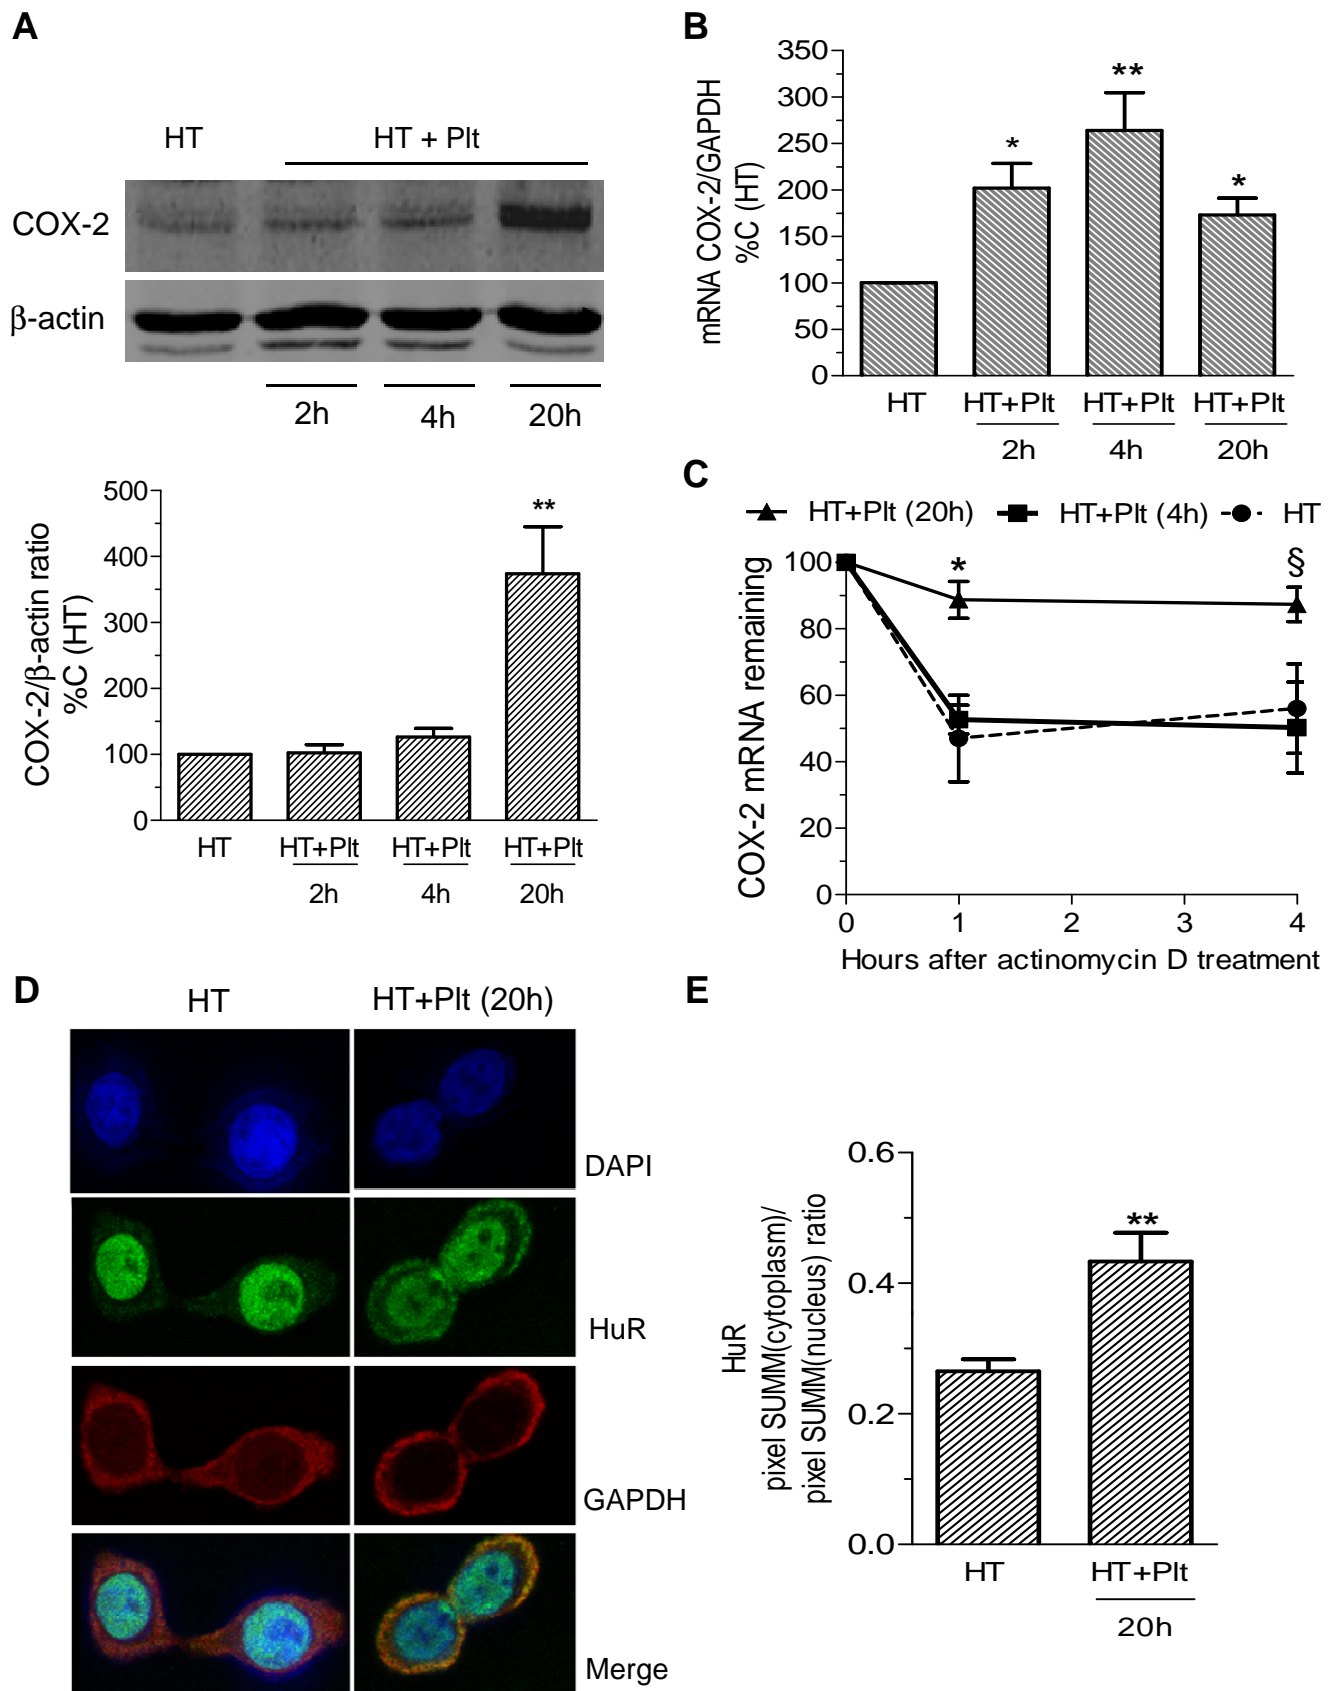 A
HT
HT + Plt
COX-2
β-actin
2h
4h
20h
COX-2/β-actin ratio
%C (HT)
500
400
300
200
100
0
**
HT
HT+Plt
HT+Plt
HT+Plt
2h
4h
20h
B
mRNA COX-2/GAPDH
%C (HT)
350
300
250
200
150
100
50
0
*
**
*
HT
HT+Plt
HT+Plt
HT+Plt
2h
4h
20h
C
HT+Plt (20h)
HT+Plt (4h)
HT
COX-2 mRNA remaining
100
80
60
40
20
0
*
§
0
1
2
3
4
Hours after actinomycin D treatment
D
HT
HT+Plt (20h)
DAPI
HuR
GAPDH
Merge
E
HuR
pixel SUMM(cytoplasm)/
pixel SUMM(nucleus) ratio
0.6
0.4
0.2
0.0
**
HT
HT+Plt
20h